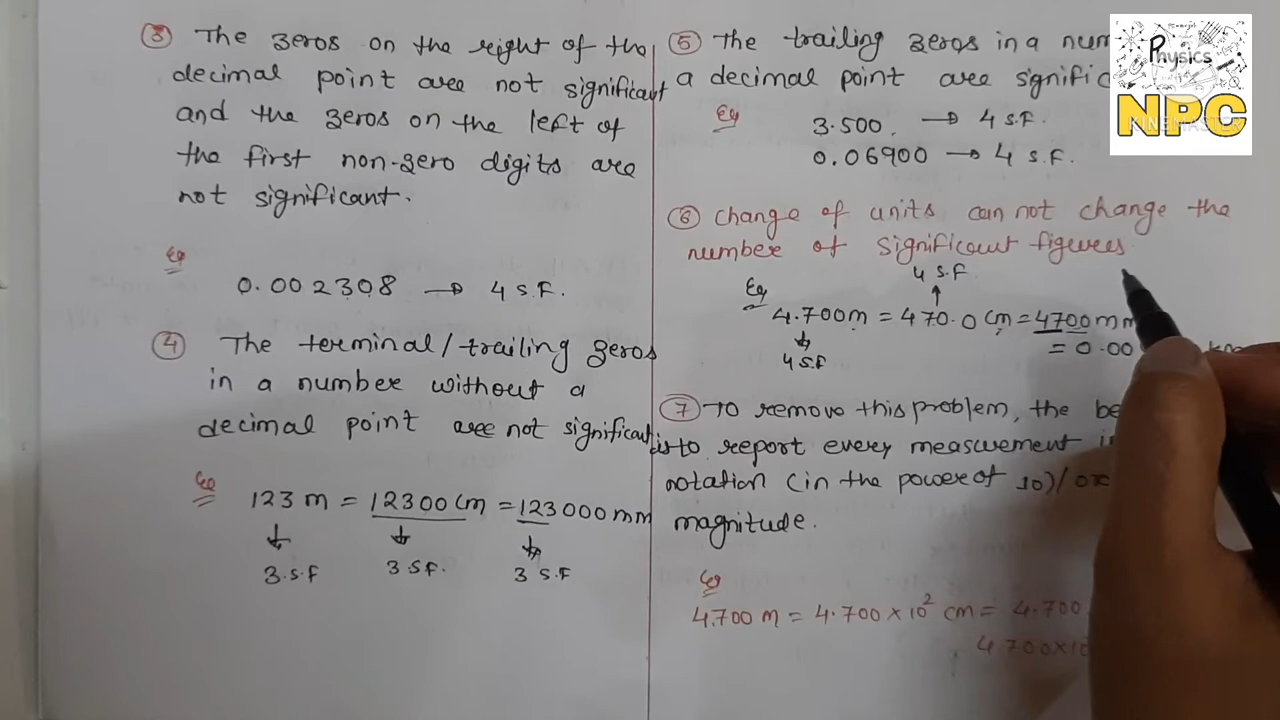 ③ The zeros on the right of the
decimal point are not significant
and the zeros on the left of
the first non-zero digits are
not significant.
Eg
0.002308 → 4 S.F.
④ The terminal/trailing zeros
in a number without a
decimal point are not significant
Eg
123 m = 12300 cm = 123000 mm
3.S.F 3.S.F. 3 S.F
⑤ The trailing zeros in a
a decimal point are
Eg
3.500 → 4 S.F.
0.06900 → 4 S.F.
⑥ change of units can not change the
number of significant figures
4 S.F.
Eg
4.700m = 470.0 cm = 4700 mm
= 0.00
4 S.F
⑦ To remove this problem, the
is to report every measurement
notation (in the power of 10)/
magnitude.
Eg
4.700 m = 4.700 × 10² cm = 4.700
4.700×10
Physics
NPC
KINEMASTER